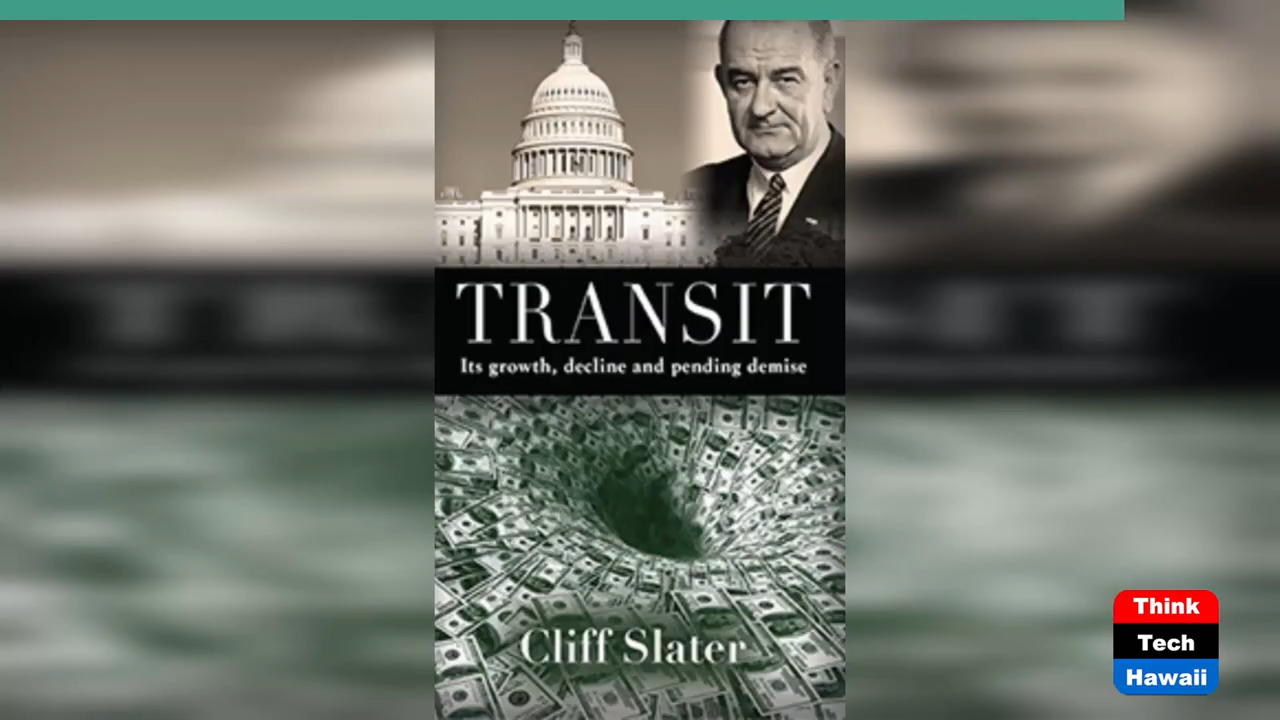 TRANSIT
Its growth, decline and pending demise
Cliff Slater
Think
Tech
Hawaii